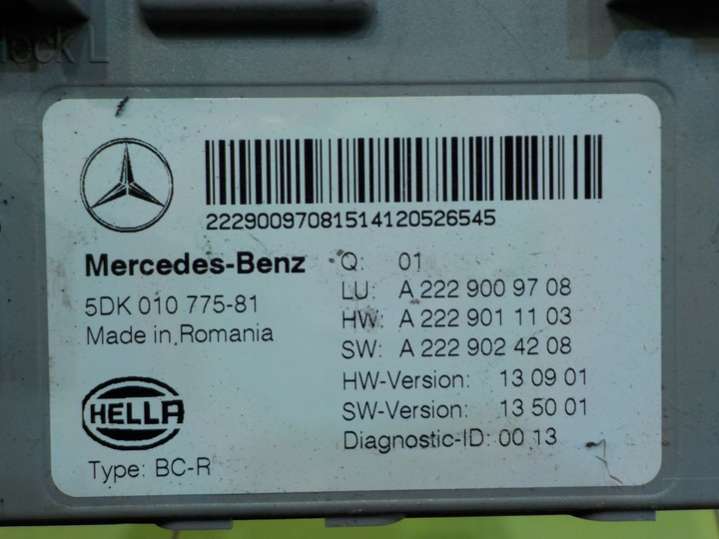 lock L
22290097081514120526545
Mercedes-Benz
5DK 010 775-81
Made in Romania
HELLA
Type: BC-R
Q: 01
LU: A 222 900 97 08
HW: A 222 901 11 03
SW: A 222 902 42 08
HW-Version: 13 09 01
SW-Version: 13 50 01
Diagnostic-ID: 00 13